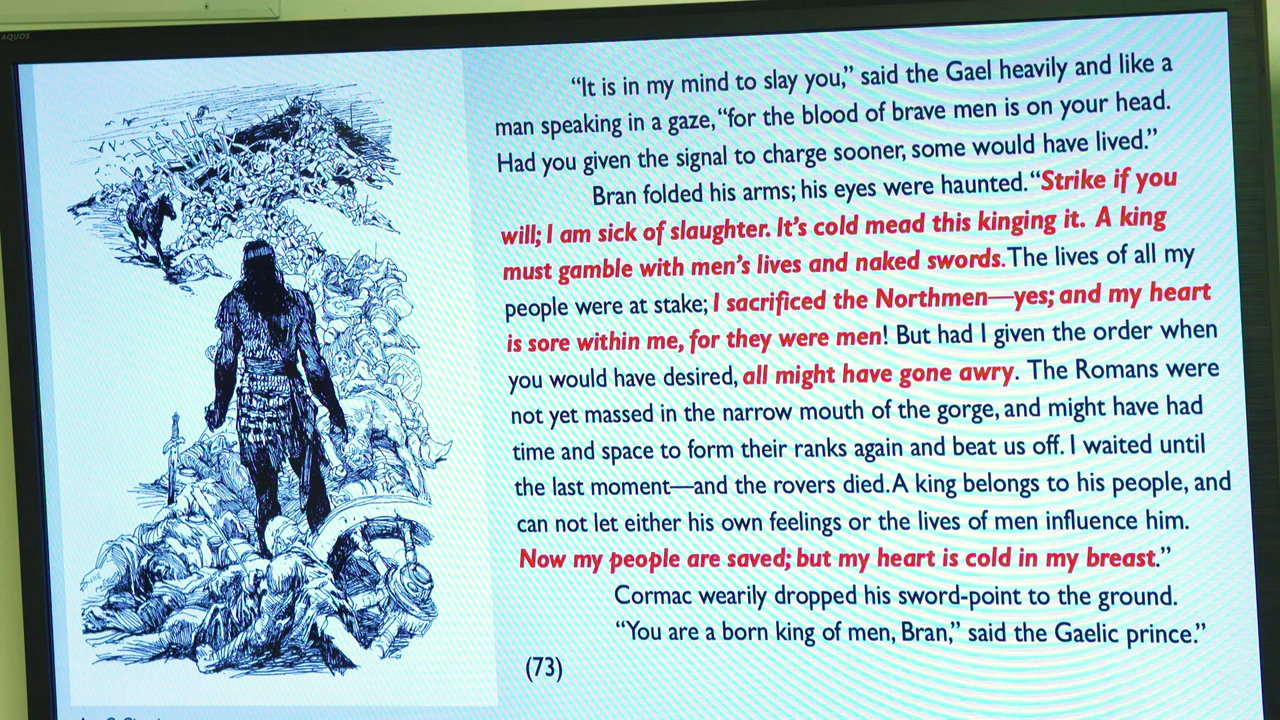 AQUOS
“It is in my mind to slay you,” said the Gael heavily and like a
man speaking in a gaze, “for the blood of brave men is on your head.
Had you given the signal to charge sooner, some would have lived.”
Bran folded his arms; his eyes were haunted. “Strike if you
will; I am sick of slaughter. It’s cold mead this kinging it. A king
must gamble with men’s lives and naked swords. The lives of all my
people were at stake; I sacrificed the Northmen—yes; and my heart
is sore within me, for they were men! But had I given the order when
you would have desired, all might have gone awry. The Romans were
not yet massed in the narrow mouth of the gorge, and might have had
time and space to form their ranks again and beat us off. I waited until
the last moment—and the rovers died. A king belongs to his people, and
can not let either his own feelings or the lives of men influence him.
Now my people are saved; but my heart is cold in my breast.”
Cormac wearily dropped his sword-point to the ground.
“You are a born king of men, Bran,” said the Gaelic prince.”
(73)